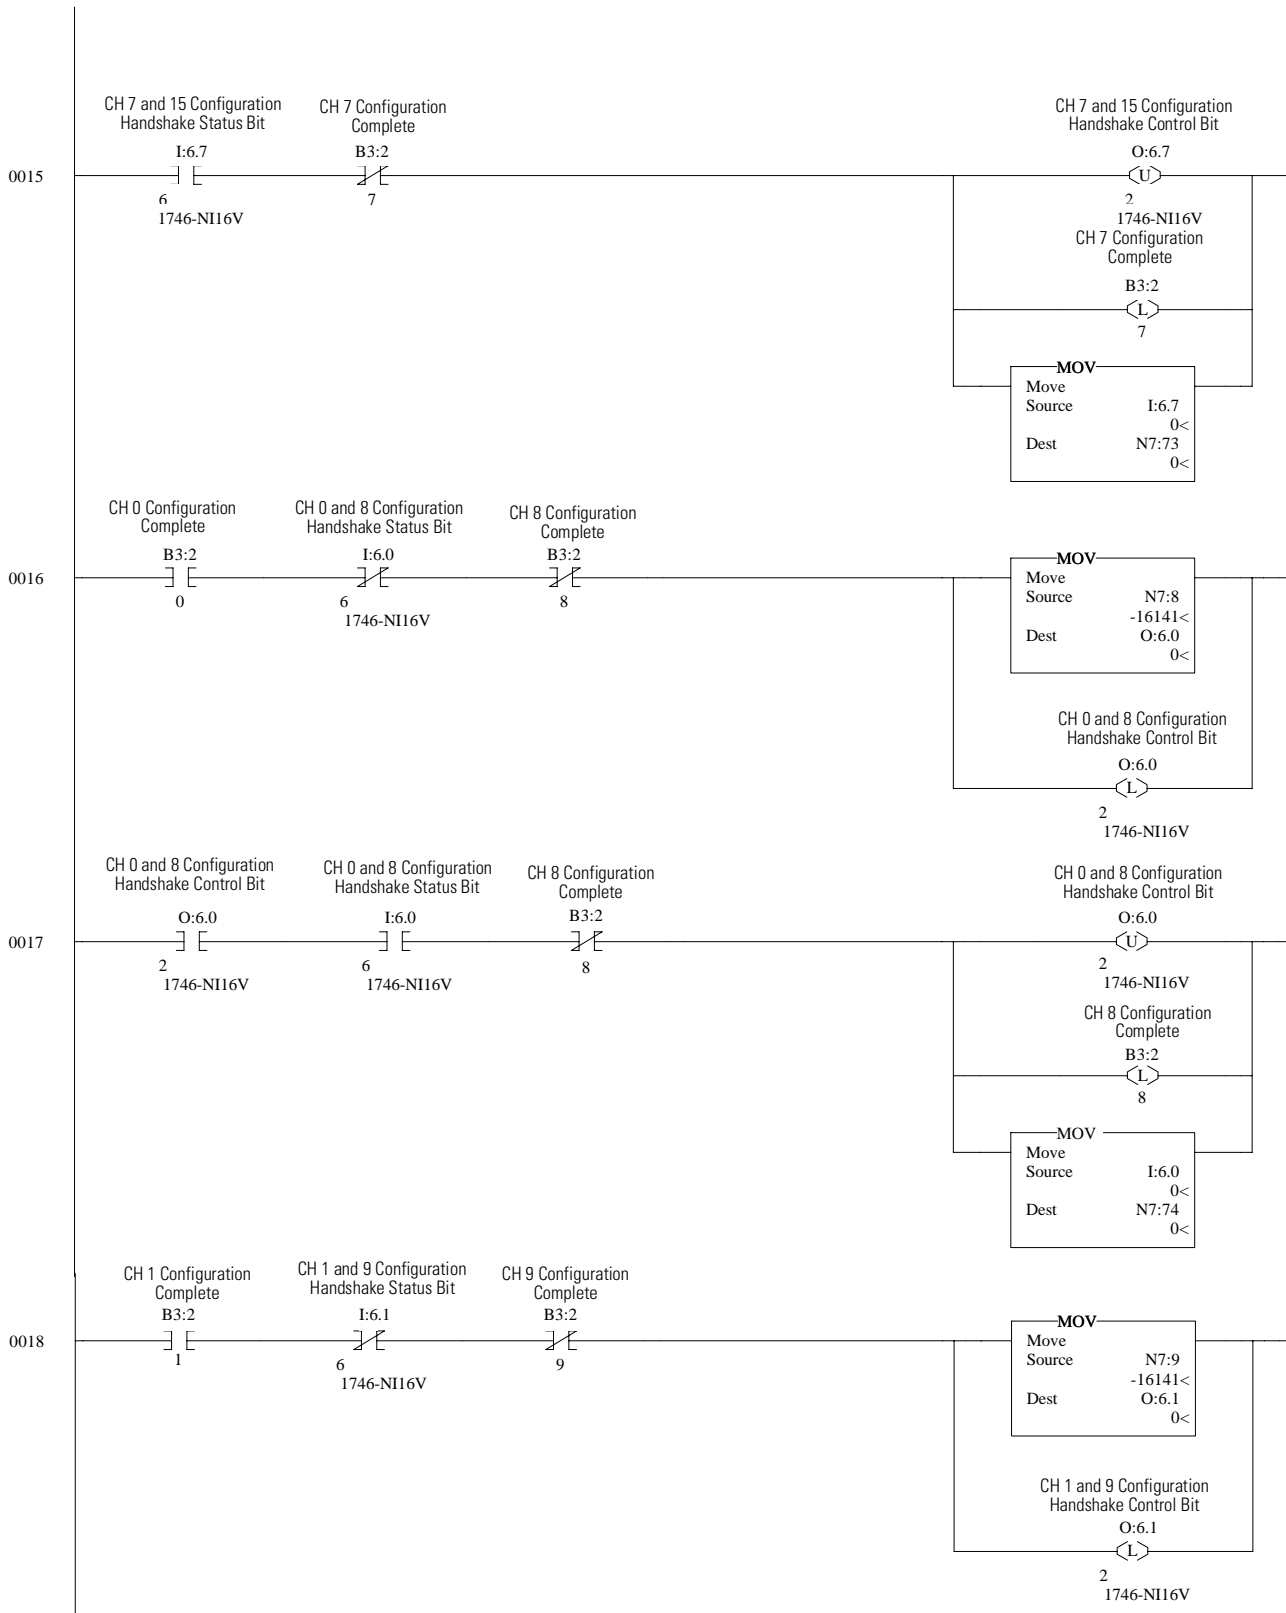 CH 7 and 15 Configuration
Handshake Status Bit
I:6.7
6
1746-NI16V
CH 7 Configuration
Complete
B3:2
7
0015
CH 7 and 15 Configuration
Handshake Control Bit
O:6.7
U
2
1746-NI16V
CH 7 Configuration
Complete
B3:2
L
7
MOV
Move
Source I:6.7
0<
Dest N7:73
0<
CH 0 Configuration
Complete
B3:2
0
CH 0 and 8 Configuration
Handshake Status Bit
I:6.0
6
1746-NI16V
CH 8 Configuration
Complete
B3:2
8
0016
MOV
Move
Source N7:8
-16141<
Dest O:6.0
0<
CH 0 and 8 Configuration
Handshake Control Bit
O:6.0
L
2
1746-NI16V
CH 0 and 8 Configuration
Handshake Control Bit
O:6.0
2
1746-NI16V
CH 0 and 8 Configuration
Handshake Status Bit
I:6.0
6
1746-NI16V
CH 8 Configuration
Complete
B3:2
8
0017
CH 0 and 8 Configuration
Handshake Control Bit
O:6.0
U
2
1746-NI16V
CH 8 Configuration
Complete
B3:2
L
8
MOV
Move
Source I:6.0
0<
Dest N7:74
0<
CH 1 Configuration
Complete
B3:2
1
CH 1 and 9 Configuration
Handshake Status Bit
I:6.1
6
1746-NI16V
CH 9 Configuration
Complete
B3:2
9
0018
MOV
Move
Source N7:9
-16141<
Dest O:6.1
0<
CH 1 and 9 Configuration
Handshake Control Bit
O:6.1
L
2
1746-NI16V